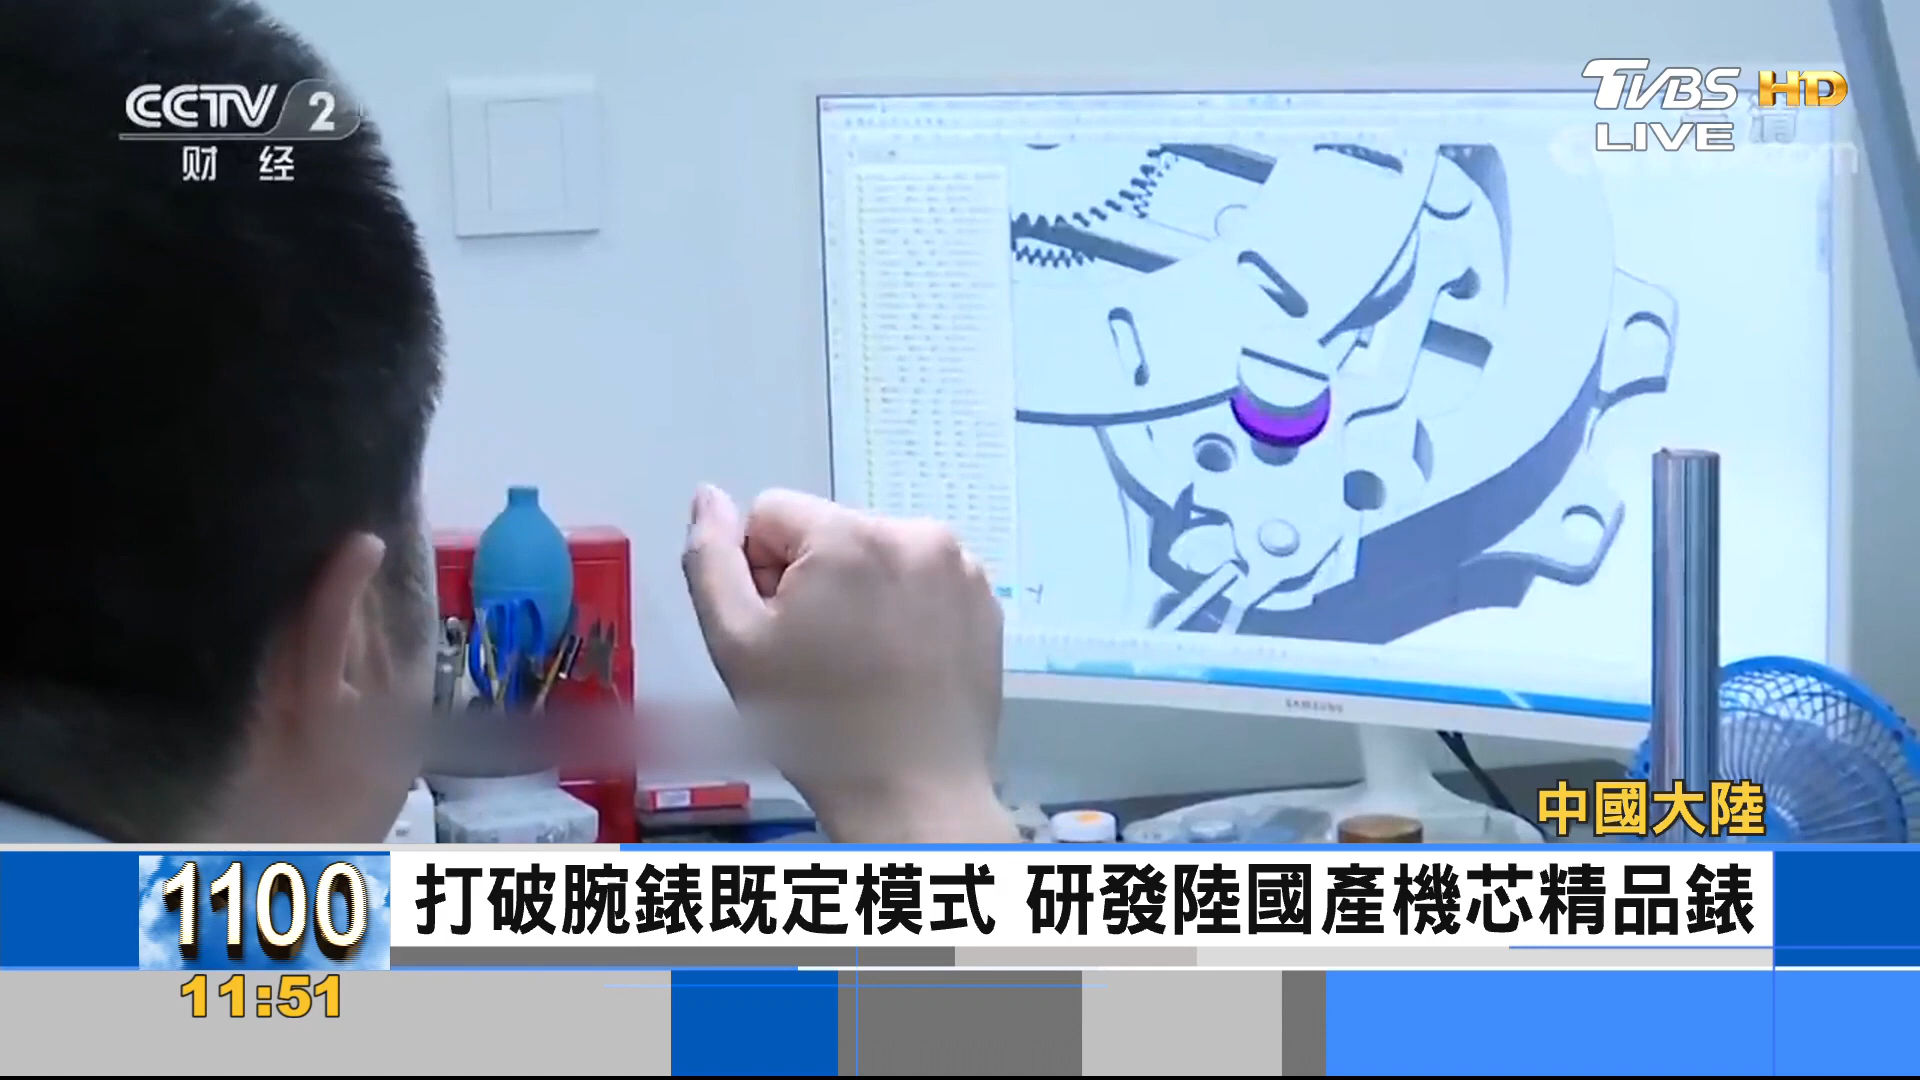 CCTV 2
财 经
TVBS HD
LIVE
SAMSUNG
中國大陸
1100
打破腕錶既定模式 研發陸國產機芯精品錶
11:51